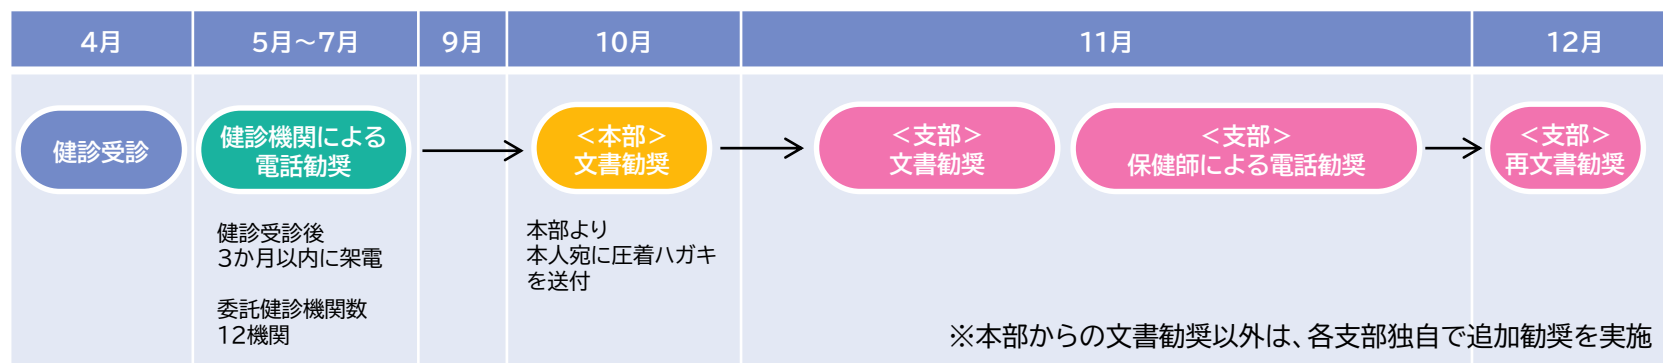 4月
5月～7月
9月
10月
11月
12月
健診受診
健診機関による
電話勧奨
＜本部＞
文書勧奨
＜支部＞
文書勧奨
＜支部＞
保健師による電話勧奨
＜支部＞
再文書勧奨
健診受診後
3か月以内に架電
委託健診機関数
12機関
本部より
本人宛に圧着ハガキ
を送付
※本部からの文書勧奨以外は、各支部独自で追加勧奨を実施